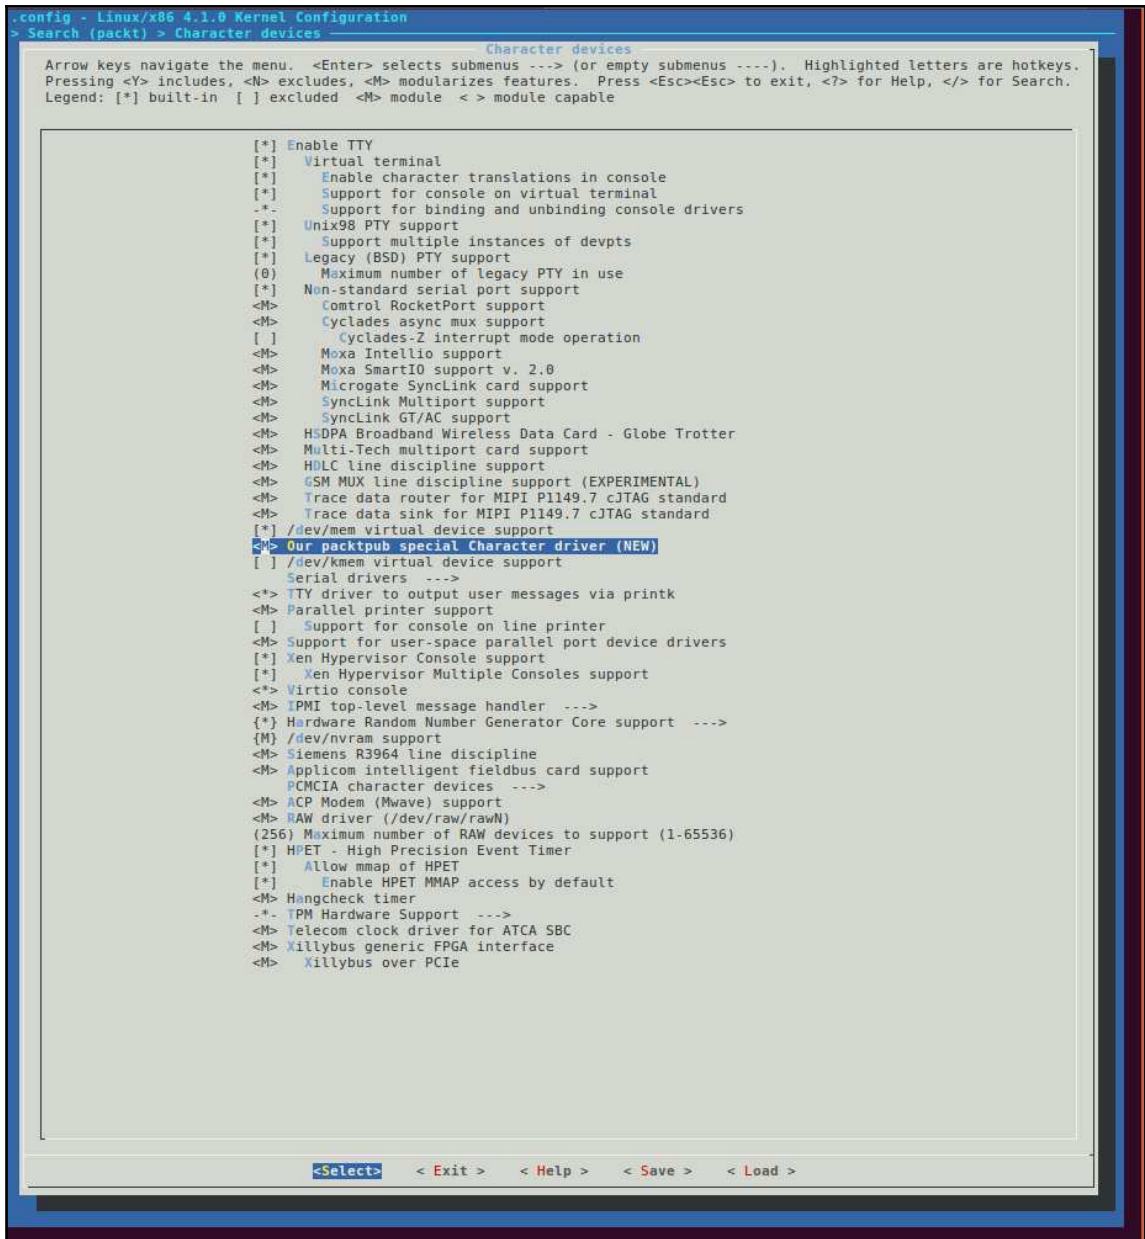 .config - Linux/x86 4.1.0 Kernel Configuration
> Search (packt) > Character devices
Character devices
Arrow keys navigate the menu.  <Enter> selects submenus ---> (or empty submenus ----).  Highlighted letters are hotkeys.
Pressing <Y> includes, <N> excludes, <M> modularizes features.  Press <Esc><Esc> to exit, <?> for Help, </> for Search.
Legend: [*] built-in  [ ] excluded  <M> module  < > module capable
[*] Enable TTY
[*]   Virtual terminal
[*]     Enable character translations in console
[*]     Support for console on virtual terminal
-*-     Support for binding and unbinding console drivers
[*]   Unix98 PTY support
[*]     Support multiple instances of devpts
[*]   Legacy (BSD) PTY support
(0)     Maximum number of legacy PTY in use
[*]   Non-standard serial port support
<M>     Comtrol RocketPort support
<M>     Cyclades async mux support
[ ]       Cyclades-Z interrupt mode operation
<M>     Moxa Intellio support
<M>     Moxa SmartIO support v. 2.0
<M>     Microgate SyncLink card support
<M>     SyncLink Multiport support
<M>     SyncLink GT/AC support
<M>   HSDPA Broadband Wireless Data Card - Globe Trotter
<M>   Multi-Tech multiport card support
<M>   HDLC line discipline support
<M>   GSM MUX line discipline support (EXPERIMENTAL)
<M>   Trace data router for MIPI P1149.7 cJTAG standard
<M>   Trace data sink for MIPI P1149.7 cJTAG standard
[*] /dev/mem virtual device support
<M> Our packtpub special Character driver (NEW)
[ ] /dev/kmem virtual device support
Serial drivers  --->
<*> TTY driver to output user messages via printk
<M> Parallel printer support
[ ]   Support for console on line printer
<M> Support for user-space parallel port device drivers
[*] Xen Hypervisor Console support
[*]   Xen Hypervisor Multiple Consoles support
<*> Virtio console
<M> IPMI top-level message handler  --->
{*} Hardware Random Number Generator Core support  --->
{M} /dev/nvram support
<M> Siemens R3964 line discipline
<M> Applicom intelligent fieldbus card support
PCMCIA character devices  --->
<M> ACP Modem (Mwave) support
<M> RAW driver (/dev/raw/rawN)
(256) Maximum number of RAW devices to support (1-65536)
[*] HPET - High Precision Event Timer
[*]   Allow mmap of HPET
[*]     Enable HPET MMAP access by default
<M> Hangcheck timer
-*- TPM Hardware Support  --->
<M> Telecom clock driver for ATCA SBC
<M> Xillybus generic FPGA interface
<M>   Xillybus over PCIe
<Select>    < Exit >    < Help >    < Save >    < Load >